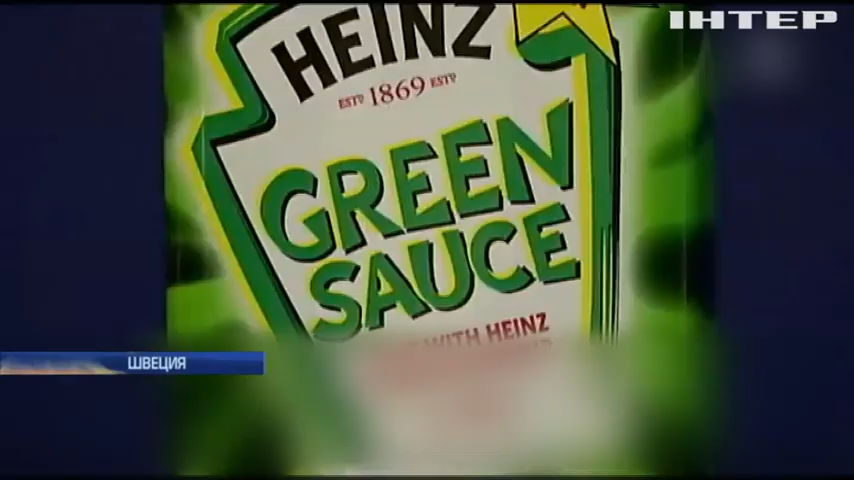 ІНТЕР
HEINZ
ESTD 1869 ESTD
GREEN
SAUCE
WITH HEINZ
ШВЕЦИЯ